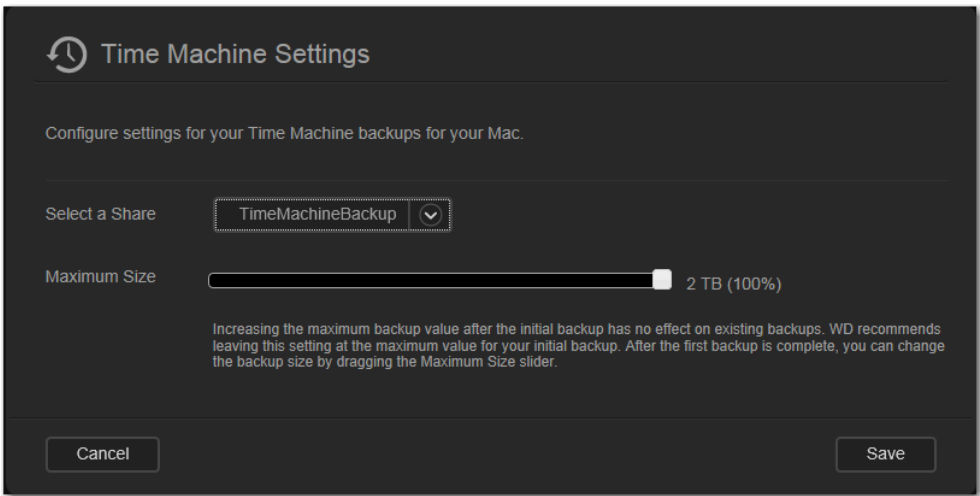 Time Machine Settings
Configure settings for your Time Machine backups for your Mac.
Select a Share
TimeMachineBackup
Maximum Size
2 TB (100%)
Increasing the maximum backup value after the initial backup has no effect on existing backups. WD recommends
leaving this setting at the maximum value for your initial backup. After the first backup is complete, you can change
the backup size by dragging the Maximum Size slider.
Cancel
Save